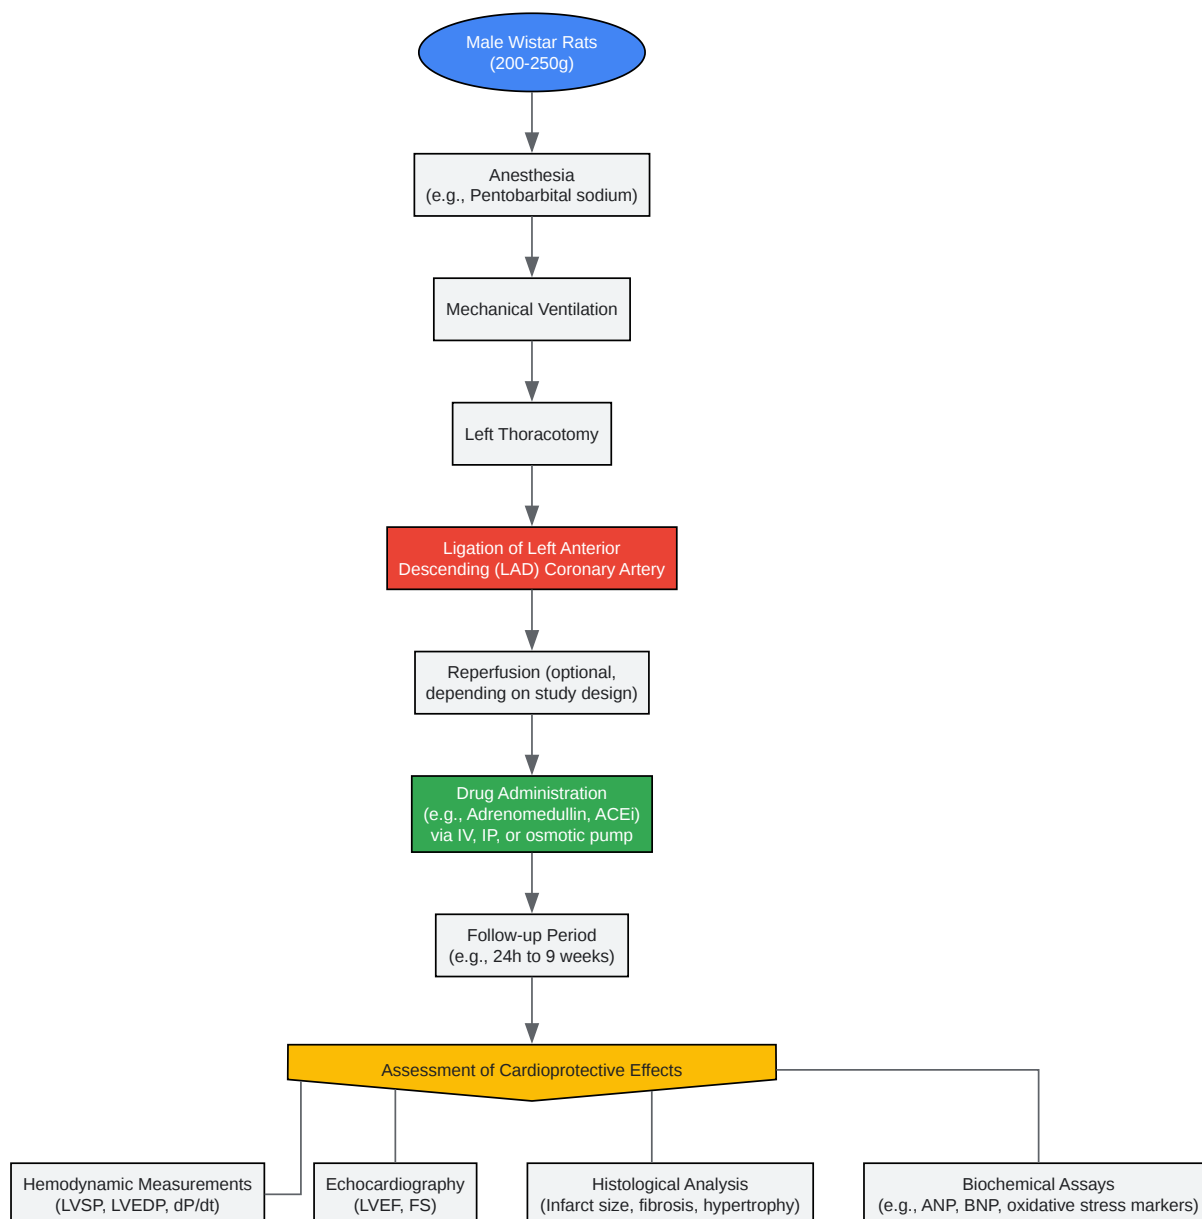 Male Wistar Rats
(200-250g)
Anesthesia
(e.g., Pentobarbital sodium)
Mechanical Ventilation
Left Thoracotomy
Ligation of Left Anterior
Descending (LAD) Coronary Artery
Reperfusion (optional,
depending on study design)
Drug Administration
(e.g., Adrenomedullin, ACEi)
via IV, IP, or osmotic pump
Follow-up Period
(e.g., 24h to 9 weeks)
Assessment of Cardioprotective Effects
Hemodynamic Measurements
(LVSP, LVEDP, dP/dt)
Echocardiography
(LVEF, FS)
Histological Analysis
(Infarct size, fibrosis, hypertrophy)
Biochemical Assays
(e.g., ANP, BNP, oxidative stress markers)